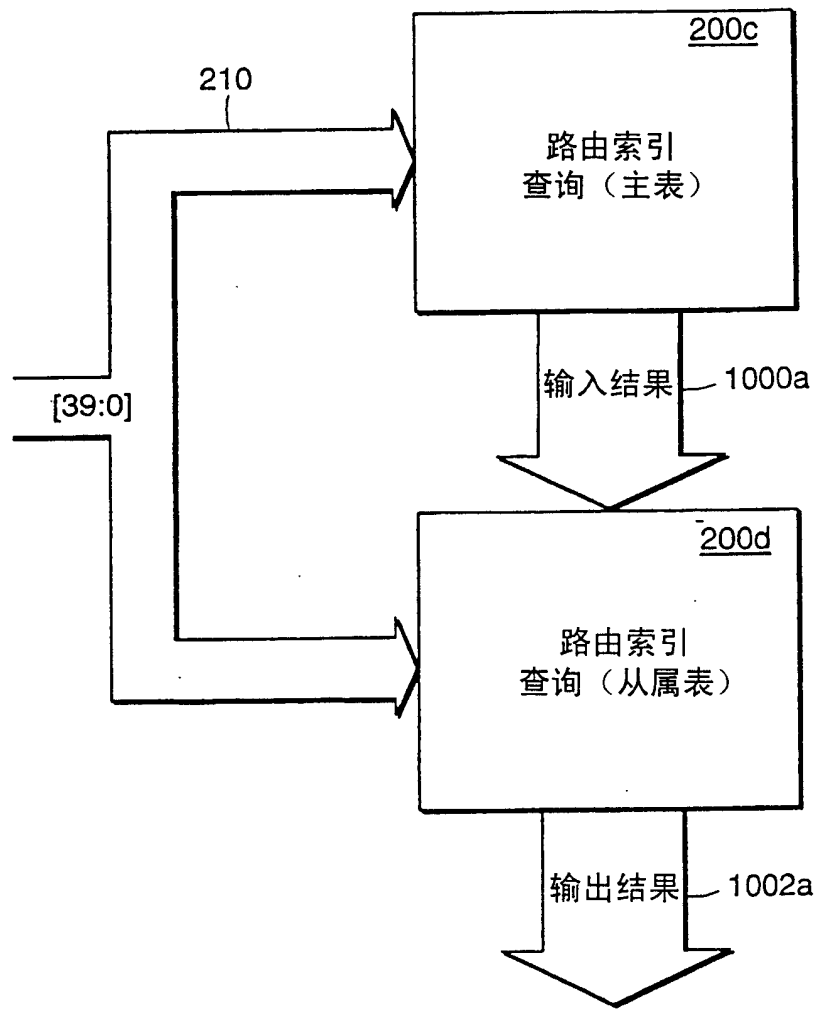 200c
210
路由索引
查询（主表）
输入结果
1000a
[39:0]
200d
路由索引
查询（从属表）
输出结果
1002a